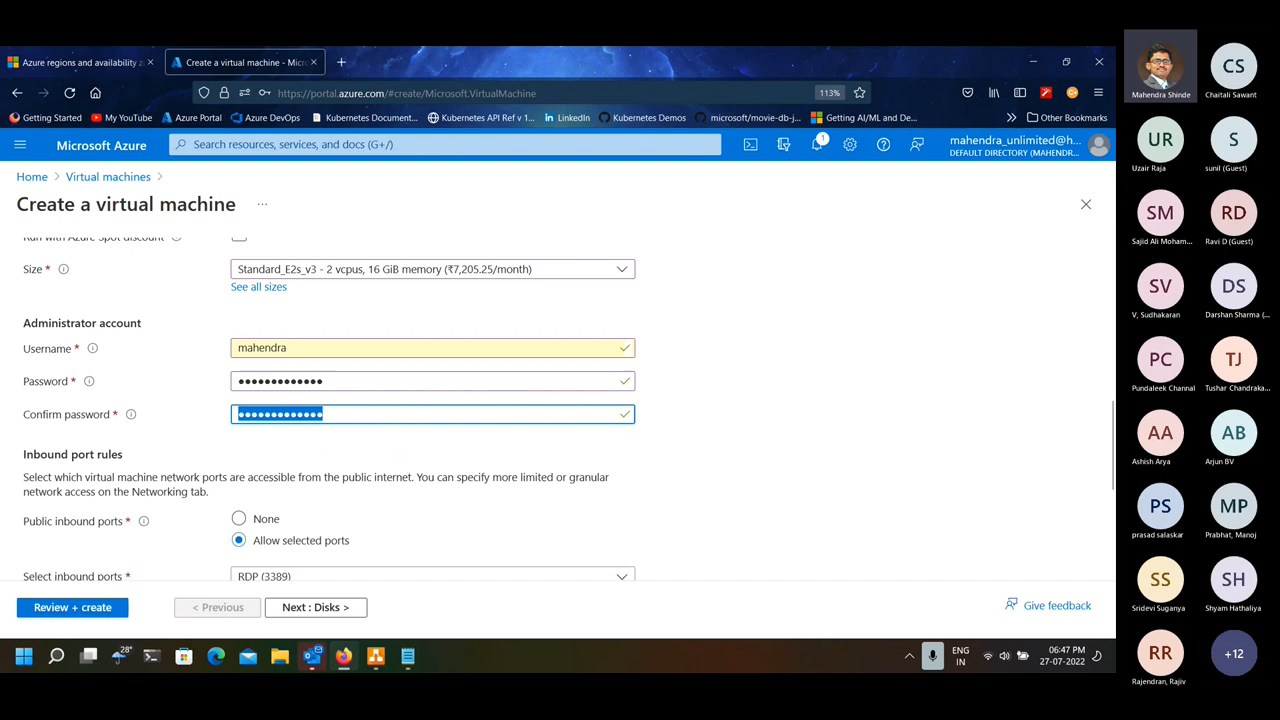 Azure regions and availability z
Create a virtual machine - Micr
https://portal.azure.com/#create/Microsoft.VirtualMachine
113%
Getting Started
My YouTube
Azure Portal
Azure DevOps
Kubernetes Document...
Kubernetes API Ref v 1...
LinkedIn
Kubernetes Demos
microsoft/movie-db-j...
Getting AI/ML and De...
Other Bookmarks
Microsoft Azure
Search resources, services, and docs (G+/)
1
mahendra_unlimited@h...
DEFAULT DIRECTORY (MAHENDR...
Home > Virtual machines >
Create a virtual machine ...
Run with Azure Spot discount
Size *
Standard_E2s_v3 - 2 vcpus, 16 GiB memory (₹7,205.25/month)
See all sizes
Administrator account
Username *
mahendra
Password *
•••••••••••••
Confirm password *
•••••••••••••
Inbound port rules
Select which virtual machine network ports are accessible from the public internet. You can specify more limited or granular
network access on the Networking tab.
Public inbound ports *
None
Allow selected ports
Select inbound ports *
RDP (3389)
Review + create
< Previous
Next : Disks >
Give feedback
28°
ENG
IN
06:47 PM
27-07-2022
Mahendra Shinde
CS
Chaitali Sawant
UR
Uzair Raja
S
sunil (Guest)
SM
Sajid Ali Moham...
RD
Ravi D (Guest)
SV
V, Sudhakaran
DS
Darshan Sharma (...
PC
Pundaleek Channal
TJ
Tushar Chandraka...
AA
Ashish Arya
AB
Arjun BV
PS
prasad salaskar
MP
Prabhat, Manoj
SS
Sridevi Suganya
SH
Shyam Hathaliya
RR
Rajendran, Rajiv
+12